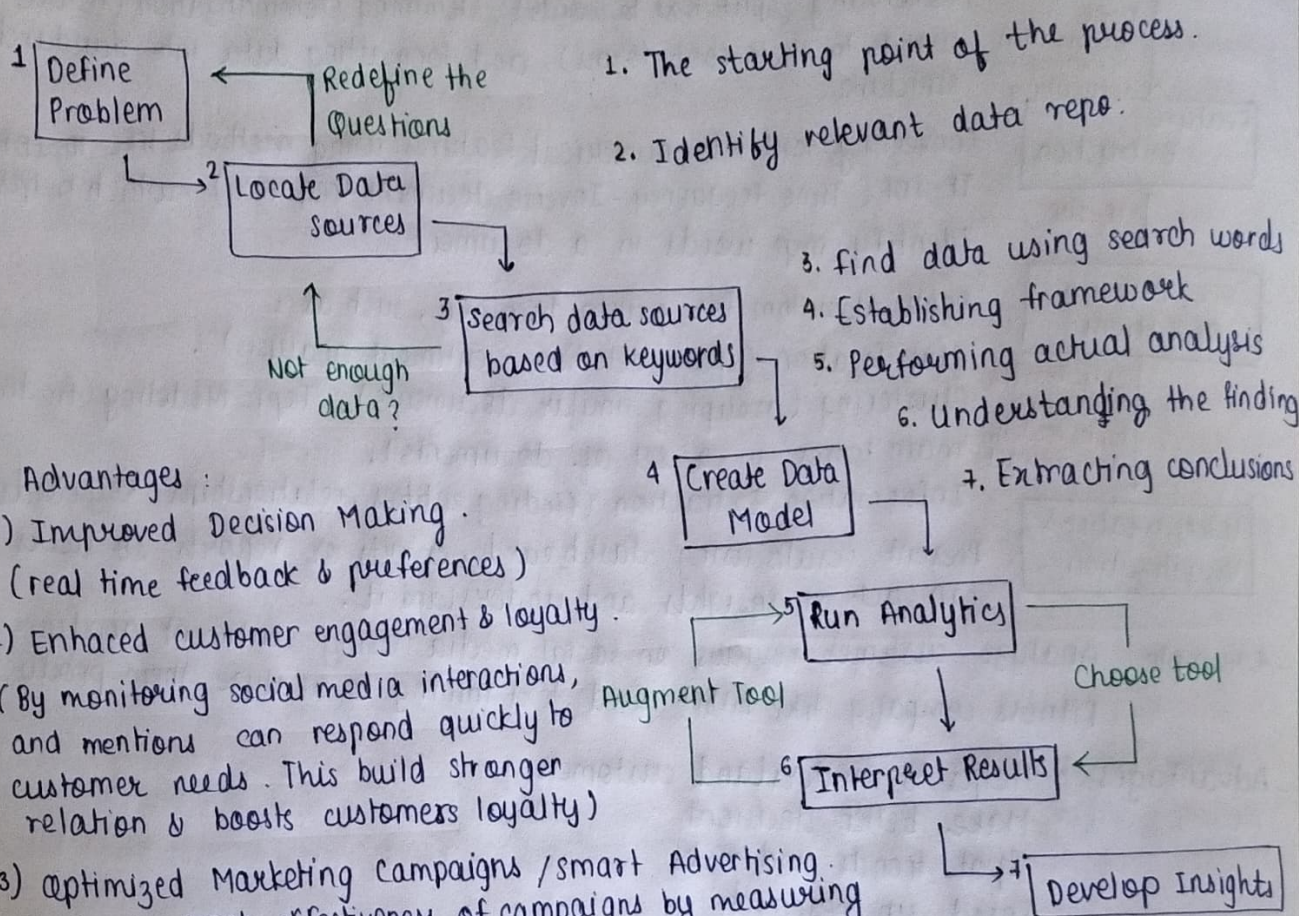 1 Define
Problem
Redefine the
Questions
1. The starting point of the process.
2. Identify relevant data repo.
2 Locate Data
sources
3. find data using search words
4. Establishing framework
5. Performing actual analysis
6. Understanding the finding
7. Extracting conclusions
3 Search data sources
based on keywords
Not enough
data?
4 Create Data
Model
5 Run Analytics
Choose tool
Augment Tool
6 Interpret Results
7 Develop Insights
Advantages :
) Improved Decision Making.
(real time feedback & preferences)
) Enhaced customer engagement & loyalty.
(By monitoring social media interactions,
and mentions can respond quickly to
customer needs. This build stronger
relation & boosts customers loyalty)
3) Optimized Marketing Campaigns / smart Advertising.
of campaigns by measuring